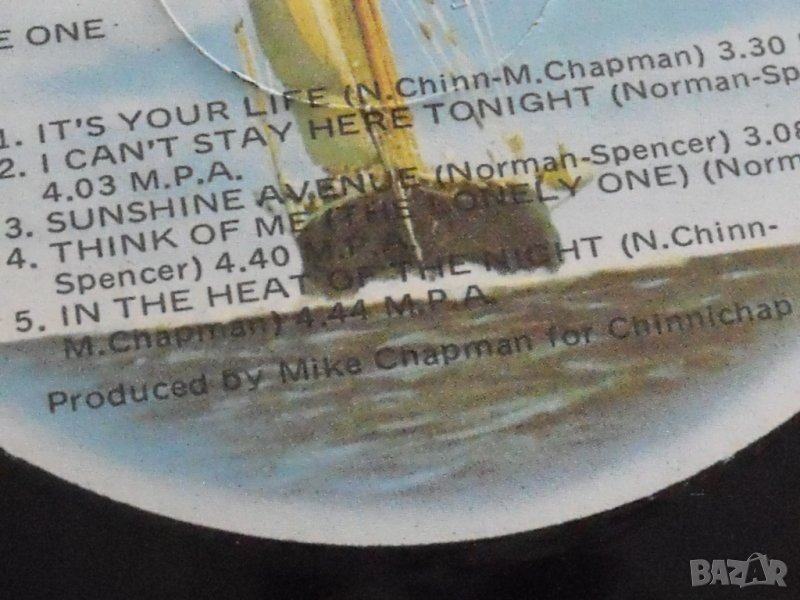 E ONE
1. IT'S YOUR LIFE (N.Chinn-M.Chapman) 3.30
2. I CAN'T STAY HERE TONIGHT (Norman-Spencer)
4.03 M.P.A.
3. SUNSHINE AVENUE (Norman-Spencer) 3.08
4. THINK OF ME (THE LONELY ONE) (Norman-
Spencer) 4.40 M.P.A.
5. IN THE HEAT OF THE NIGHT (N.Chinn-
M.Chapman) 4.44 M.P.A.
Produced by Mike Chapman for Chinnichap
BAZAR